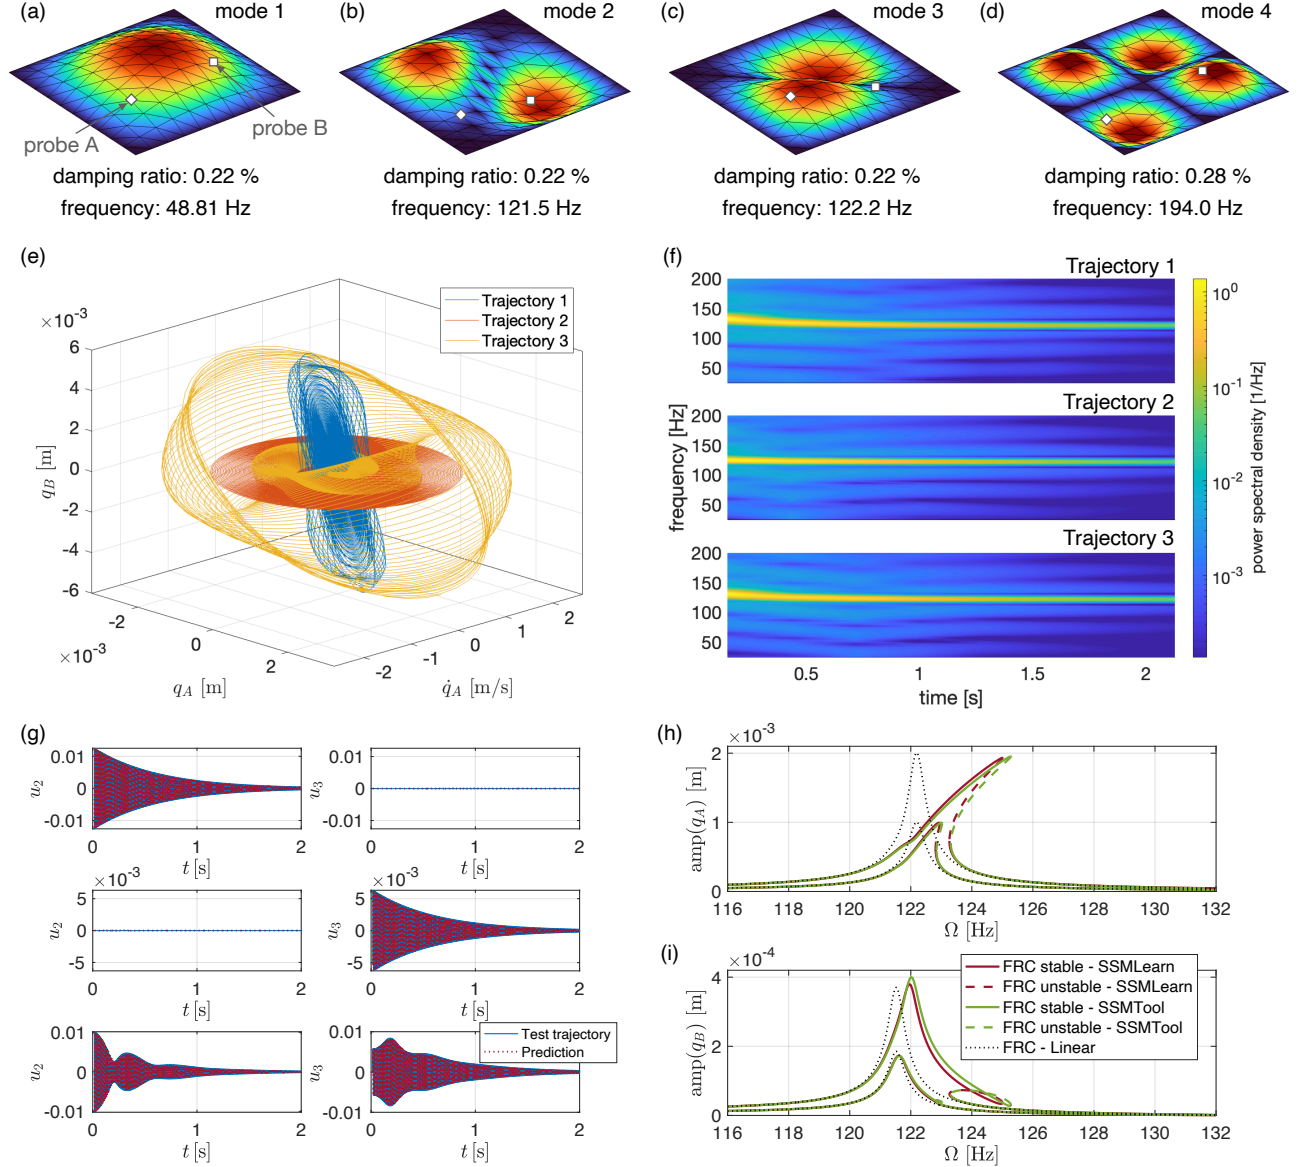 (a)
mode 1
(b)
mode 2
(c)
mode 3
(d)
mode 4
probe A
probe B
damping ratio: 0.22 %
frequency: 48.81 Hz
damping ratio: 0.22 %
frequency: 121.5 Hz
damping ratio: 0.22 %
frequency: 122.2 Hz
damping ratio: 0.28 %
frequency: 194.0 Hz
(e)
×10⁻³
6
4
2
0
-2
-4
-6
q_B [m]
Trajectory 1
Trajectory 2
Trajectory 3
-2
0
2
×10⁻³
q_A [m]
-2
-1
0
1
2
q̇_A [m/s]
(f)
Trajectory 1
200
150
100
50
Trajectory 2
200
150
100
50
Trajectory 3
200
150
100
50
frequency [Hz]
0.5
1
1.5
2
time [s]
10⁰
10⁻¹
10⁻²
10⁻³
power spectral density [1/Hz]
(g)
0.01
0
-0.01
u₂
0
1
2
t [s]
u₃
0.01
0
-0.01
0
1
2
t [s]
×10⁻³
5
0
-5
u₂
0
1
2
t [s]
×10⁻³
5
0
-5
u₃
0
1
2
t [s]
0.01
0
-0.01
u₂
0
1
2
t [s]
0.01
0
-0.01
u₃
0
1
2
t [s]
Test trajectory
Prediction
(h)
×10⁻³
2
1
0
amp(q_A) [m]
116
118
120
122
124
126
128
130
132
Ω [Hz]
(i)
×10⁻⁴
4
2
0
amp(q_B) [m]
FRC stable - SSMLearn
FRC unstable - SSMLearn
FRC stable - SSMTool
FRC unstable - SSMTool
FRC - Linear
116
118
120
122
124
126
128
130
132
Ω [Hz]